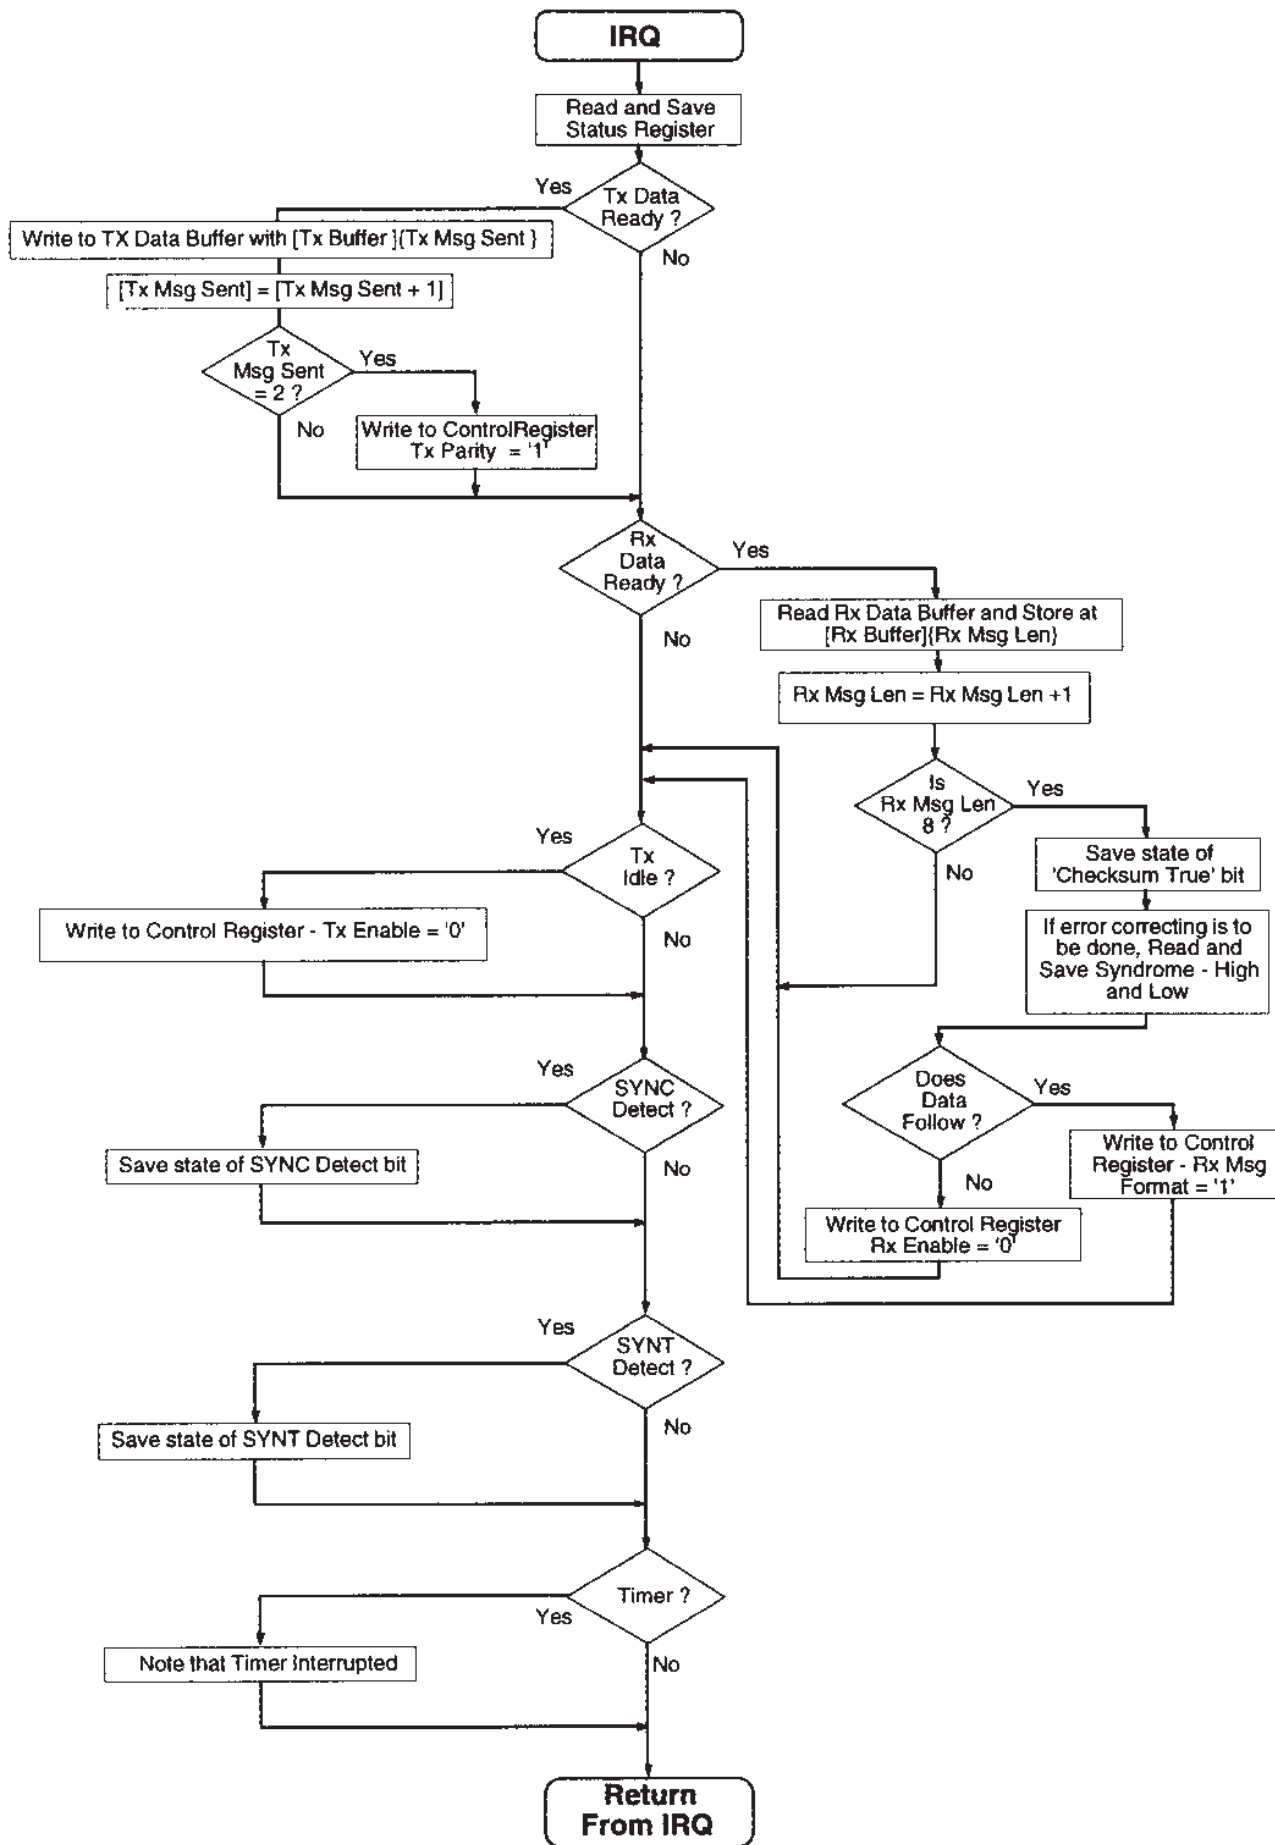 IRQ
Read and Save
Status Register
Yes
Tx Data
Ready ?
No
Write to TX Data Buffer with [Tx Buffer ]{Tx Msg Sent }
[Tx Msg Sent] = [Tx Msg Sent + 1]
Tx
Msg Sent
= 2 ?
Yes
No
Write to ControlRegister
Tx Parity = '1'
Rx
Data
Ready ?
Yes
No
Read Rx Data Buffer and Store at
[Rx Buffer]{Rx Msg Len}
Rx Msg Len = Rx Msg Len +1
Is
Rx Msg Len
8 ?
Yes
No
Save state of
'Checksum True' bit
If error correcting is to
be done, Read and
Save Syndrome - High
and Low
Does
Data
Follow ?
Yes
No
Write to Control
Register - Rx Msg
Format = '1'
Write to Control Register
Rx Enable = '0'
Yes
Tx
Idle ?
No
Write to Control Register - Tx Enable = '0'
Yes
SYNC
Detect ?
No
Save state of SYNC Detect bit
Yes
SYNT
Detect ?
No
Save state of SYNT Detect bit
Timer ?
Yes
No
Note that Timer Interrupted
Return
From IRQ